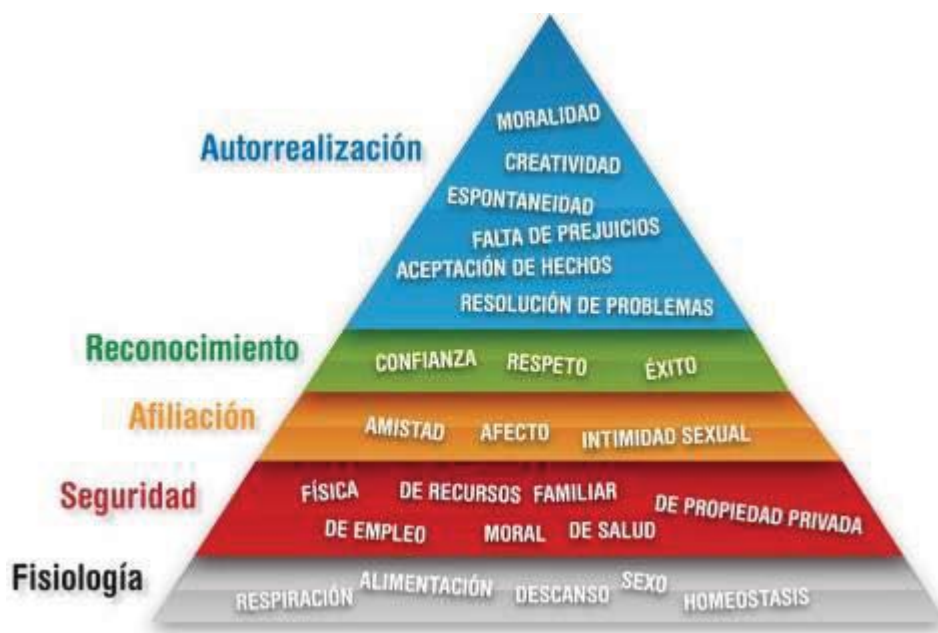 MORALIDAD
Autorrealización
CREATIVIDAD
ESPONTANEIDAD
FALTA DE PREJUICIOS
ACEPTACIÓN DE HECHOS
RESOLUCIÓN DE PROBLEMAS
Reconocimiento
CONFIANZA RESPETO ÉXITO
Afiliación
AMISTAD AFECTO INTIMIDAD SEXUAL
Seguridad
FÍSICA DE RECURSOS FAMILIAR DE PROPIEDAD PRIVADA
DE EMPLEO MORAL DE SALUD
Fisiología
RESPIRACIÓN ALIMENTACIÓN DESCANSO SEXO HOMEOSTASIS